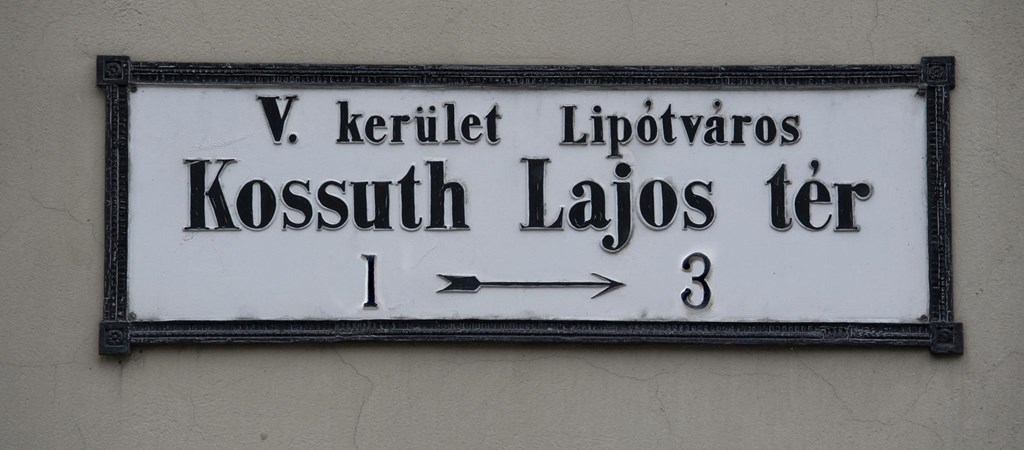 V. kerület Lipótváros
Kossuth Lajos tér
1 → 3